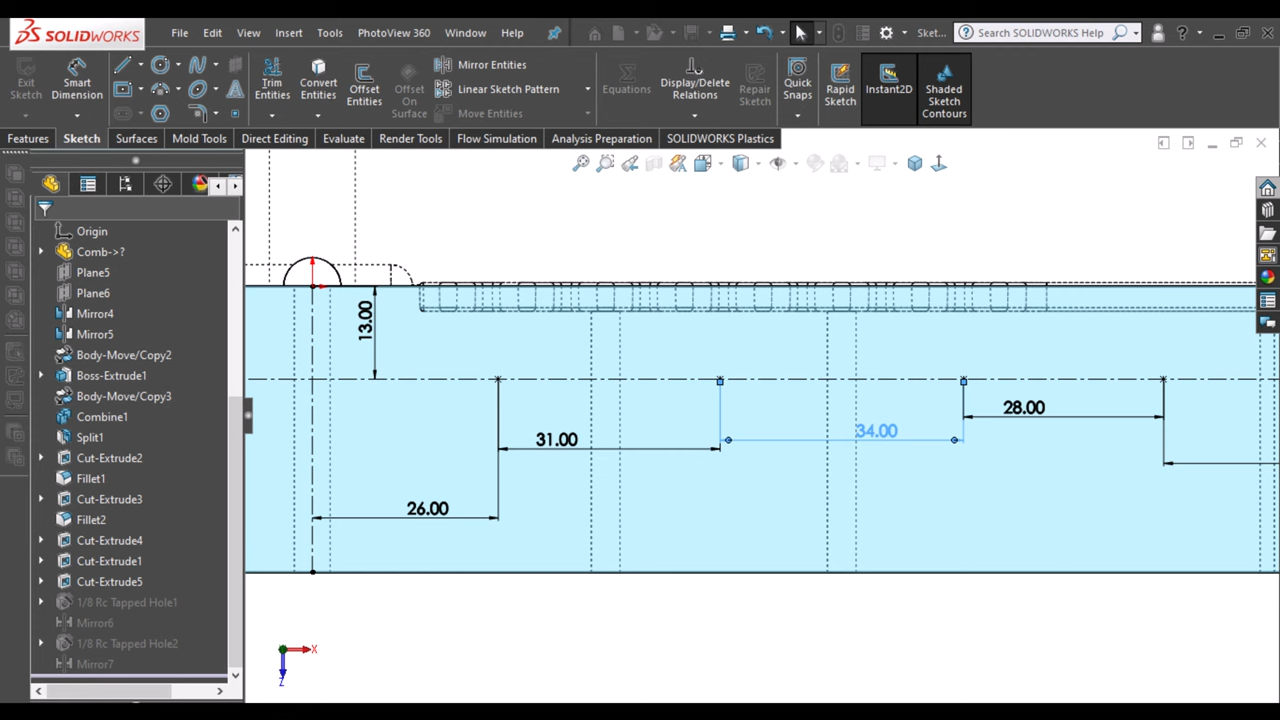 SOLIDWORKS File Edit View Insert Tools PhotoView 360 Window Help Sket... Search SOLIDWORKS Help
Exit Sketch
Smart Dimension
Trim Entities
Convert Entities
Offset Entities
Offset On Surface
Mirror Entities
Linear Sketch Pattern
Move Entities
Equations
Display/Delete Relations
Repair Sketch
Quick Snaps
Rapid Sketch
Instant2D
Shaded Sketch Contours
Features Sketch Surfaces Mold Tools Direct Editing Evaluate Render Tools Flow Simulation Analysis Preparation SOLIDWORKS Plastics
Origin
Comb->?
Plane5
Plane6
Mirror4
Mirror5
Body-Move/Copy2
Boss-Extrude1
Body-Move/Copy3
Combine1
Split1
Cut-Extrude2
Fillet1
Cut-Extrude3
Fillet2
Cut-Extrude4
Cut-Extrude1
Cut-Extrude5
1/8 Rc Tapped Hole1
Mirror6
1/8 Rc Tapped Hole2
Mirror7
13.00
28.00
34.00
31.00
26.00
X
Z